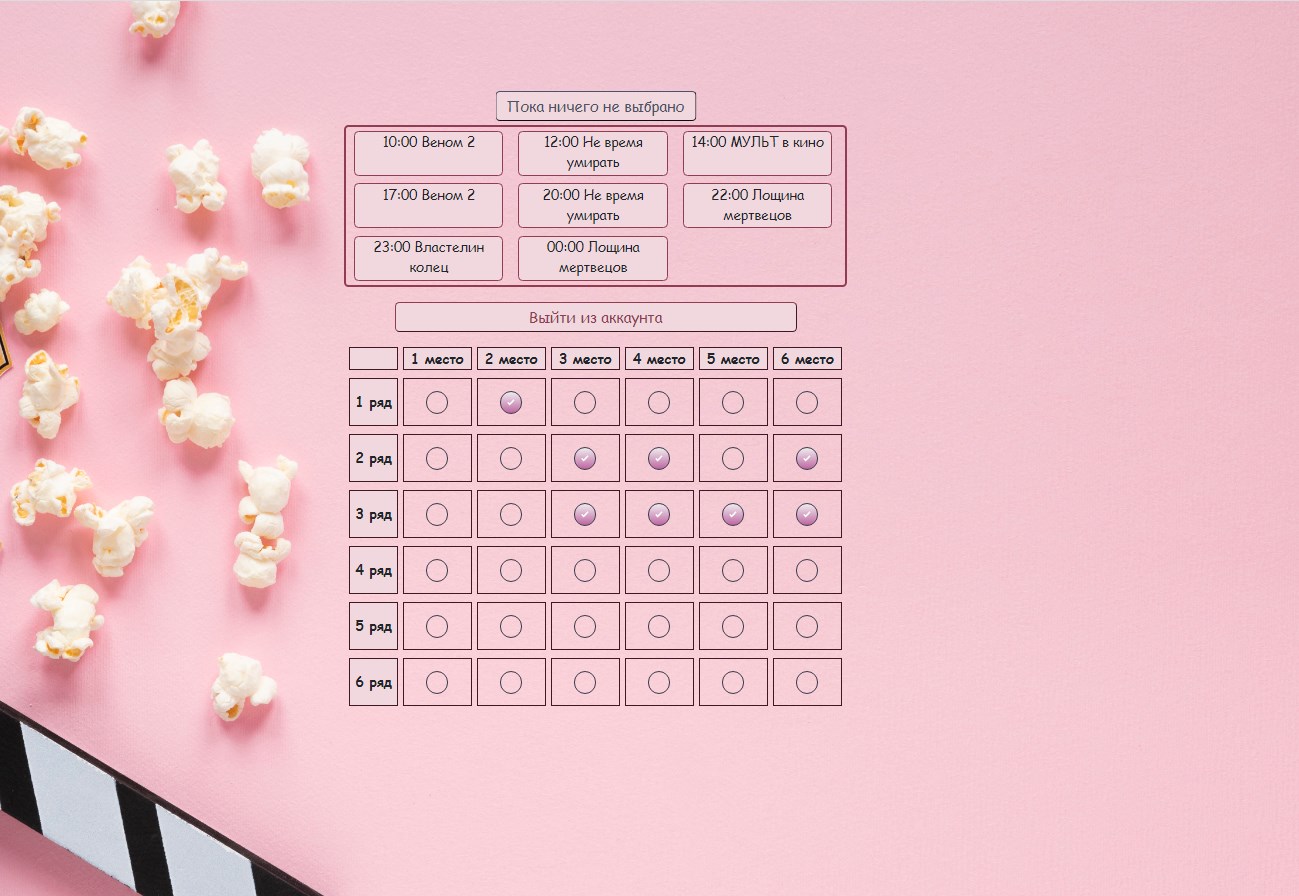 Пока ничего не выбрано
10:00 Веном 2
12:00 Не время
умирать
14:00 МУЛЬТ в кино
17:00 Веном 2
20:00 Не время
умирать
22:00 Лощина
мертвецов
23:00 Властелин
колец
00:00 Лощина
мертвецов
Выйти из аккаунта
1 место 2 место 3 место 4 место 5 место 6 место
1 ряд
2 ряд
3 ряд
4 ряд
5 ряд
6 ряд